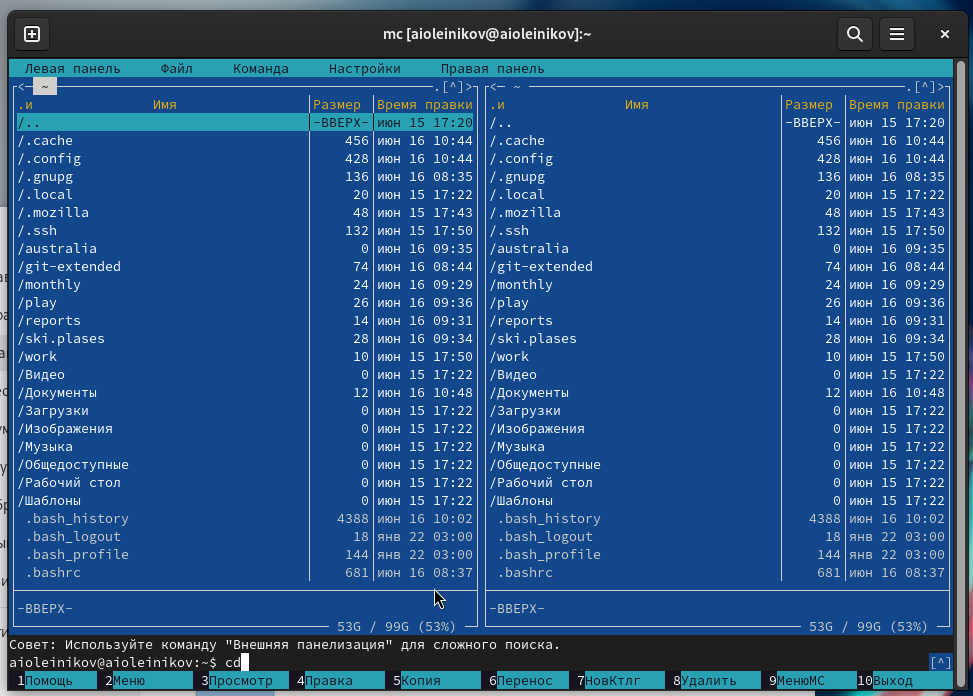 mc [aioleinikov@aioleinikov]:~
Левая панель Файл Команда Настройки Правая панель
<─ ~ .[^]> <─ ~ .[^]>
.и Имя Размер Время правки .и Имя Размер Время правки
/.. -ВВЕРХ- июн 15 17:20 /.. -ВВЕРХ- июн 15 17:20
/.cache 456 июн 16 10:44 /.cache 456 июн 16 10:44
/.config 428 июн 16 10:44 /.config 428 июн 16 10:44
/.gnupg 136 июн 16 08:35 /.gnupg 136 июн 16 08:35
/.local 20 июн 15 17:22 /.local 20 июн 15 17:22
/.mozilla 48 июн 15 17:43 /.mozilla 48 июн 15 17:43
/.ssh 132 июн 15 17:50 /.ssh 132 июн 15 17:50
/australia 0 июн 16 09:35 /australia 0 июн 16 09:35
/git-extended 74 июн 16 08:44 /git-extended 74 июн 16 08:44
/monthly 24 июн 16 09:29 /monthly 24 июн 16 09:29
/play 26 июн 16 09:36 /play 26 июн 16 09:36
/reports 14 июн 16 09:31 /reports 14 июн 16 09:31
/ski.plases 28 июн 16 09:34 /ski.plases 28 июн 16 09:34
/work 10 июн 15 17:50 /work 10 июн 15 17:50
/Видео 0 июн 15 17:22 /Видео 0 июн 15 17:22
/Документы 12 июн 16 10:48 /Документы 12 июн 16 10:48
/Загрузки 0 июн 15 17:22 /Загрузки 0 июн 15 17:22
/Изображения 0 июн 15 17:22 /Изображения 0 июн 15 17:22
/Музыка 0 июн 15 17:22 /Музыка 0 июн 15 17:22
/Общедоступные 0 июн 15 17:22 /Общедоступные 0 июн 15 17:22
/Рабочий стол 0 июн 15 17:22 /Рабочий стол 0 июн 15 17:22
/Шаблоны 0 июн 15 17:22 /Шаблоны 0 июн 15 17:22
.bash_history 4388 июн 16 10:02 .bash_history 4388 июн 16 10:02
.bash_logout 18 янв 22 03:00 .bash_logout 18 янв 22 03:00
.bash_profile 144 янв 22 03:00 .bash_profile 144 янв 22 03:00
.bashrc 681 июн 16 08:37 .bashrc 681 июн 16 08:37
-ВВЕРХ- -ВВЕРХ-
53G / 99G (53%) 53G / 99G (53%)
Совет: Используйте команду "Внешняя панелизация" для сложного поиска.
aioleinikov@aioleinikov:~$ cd [^]
1Помощь 2Меню 3Просмотр 4Правка 5Копия 6Перенос 7НовКтлг 8Удалить 9МенюMC 10Выход